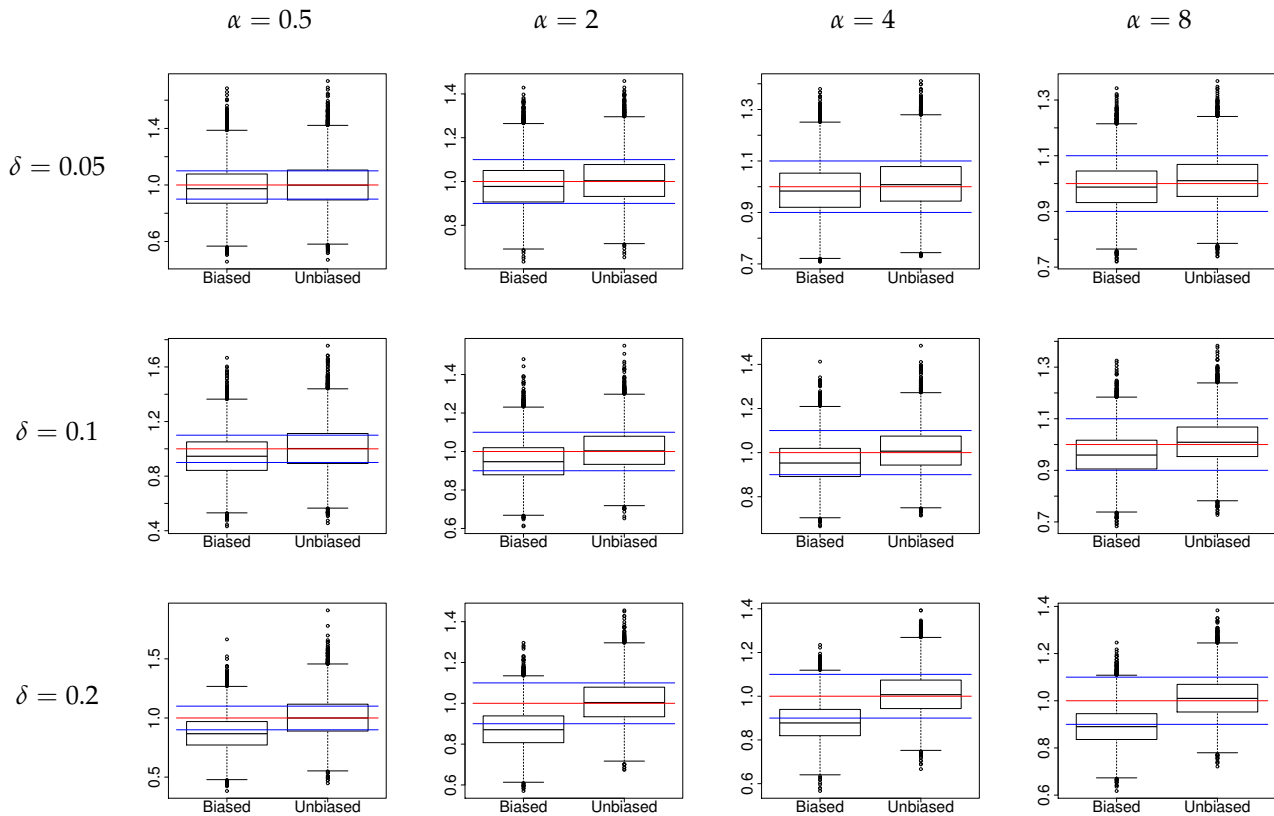 α = 0.5 α = 2 α = 4 α = 8
δ = 0.05
0.6 1.0 1.4
Biased Unbiased
0.8 1.0 1.2 1.4
Biased Unbiased
0.7 0.9 1.1 1.3
Biased Unbiased
0.7 0.9 1.1 1.3
Biased Unbiased
δ = 0.1
0.4 0.8 1.2 1.6
Biased Unbiased
0.6 0.8 1.0 1.2 1.4
Biased Unbiased
0.8 1.0 1.2 1.4
Biased Unbiased
0.7 0.9 1.1 1.3
Biased Unbiased
δ = 0.2
0.5 1.0 1.5
Biased Unbiased
0.6 0.8 1.0 1.2 1.4
Biased Unbiased
0.6 0.8 1.0 1.2 1.4
Biased Unbiased
0.6 0.8 1.0 1.2 1.4
Biased Unbiased